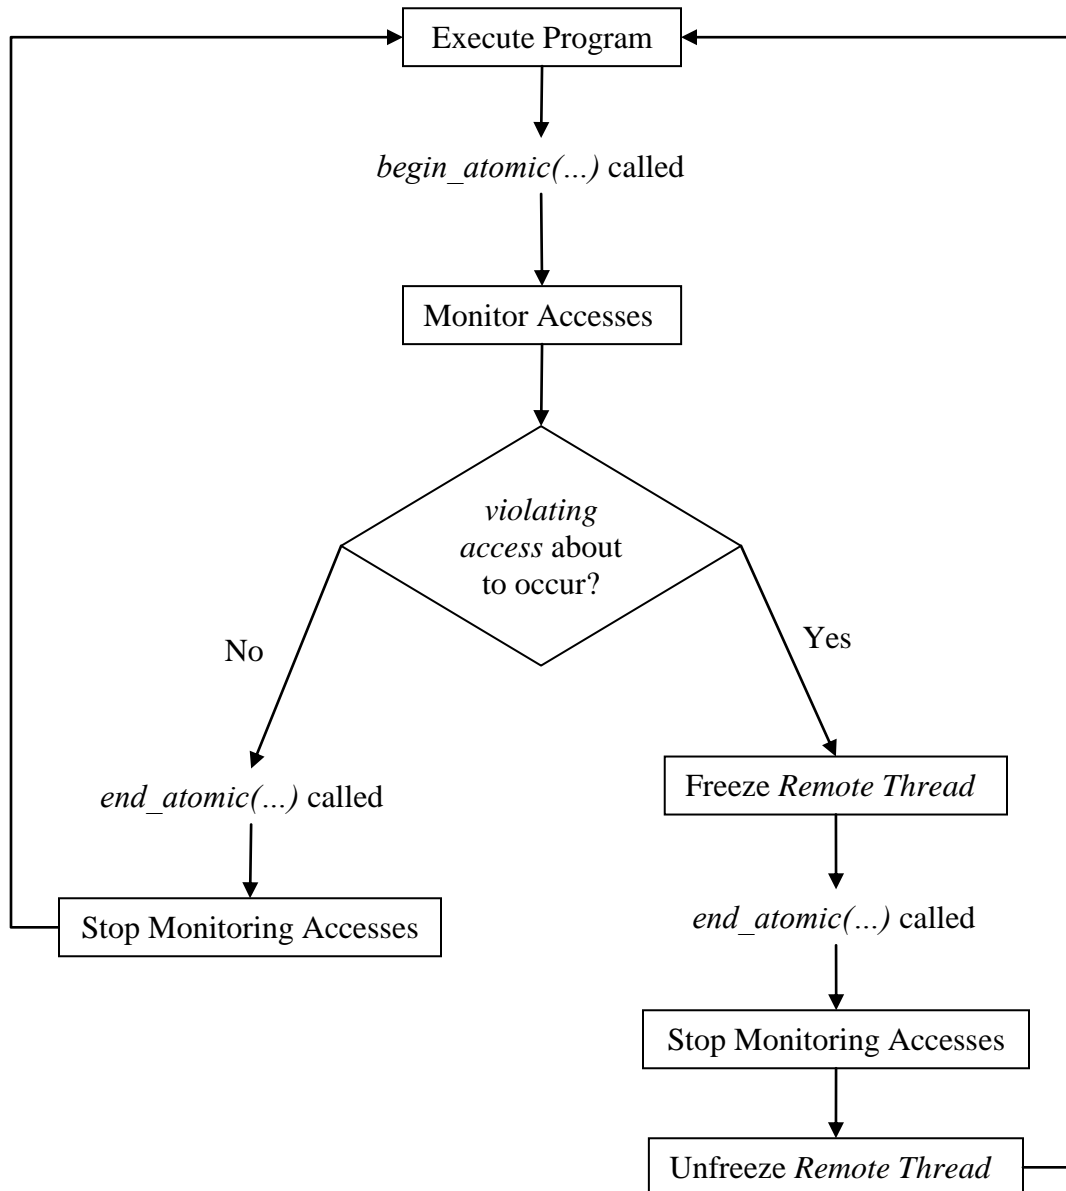 Execute Program
begin_atomic(...) called
Monitor Accesses
violating
access about
to occur?
No
Yes
end_atomic(...) called
Freeze Remote Thread
Stop Monitoring Accesses
end_atomic(...) called
Stop Monitoring Accesses
Unfreeze Remote Thread